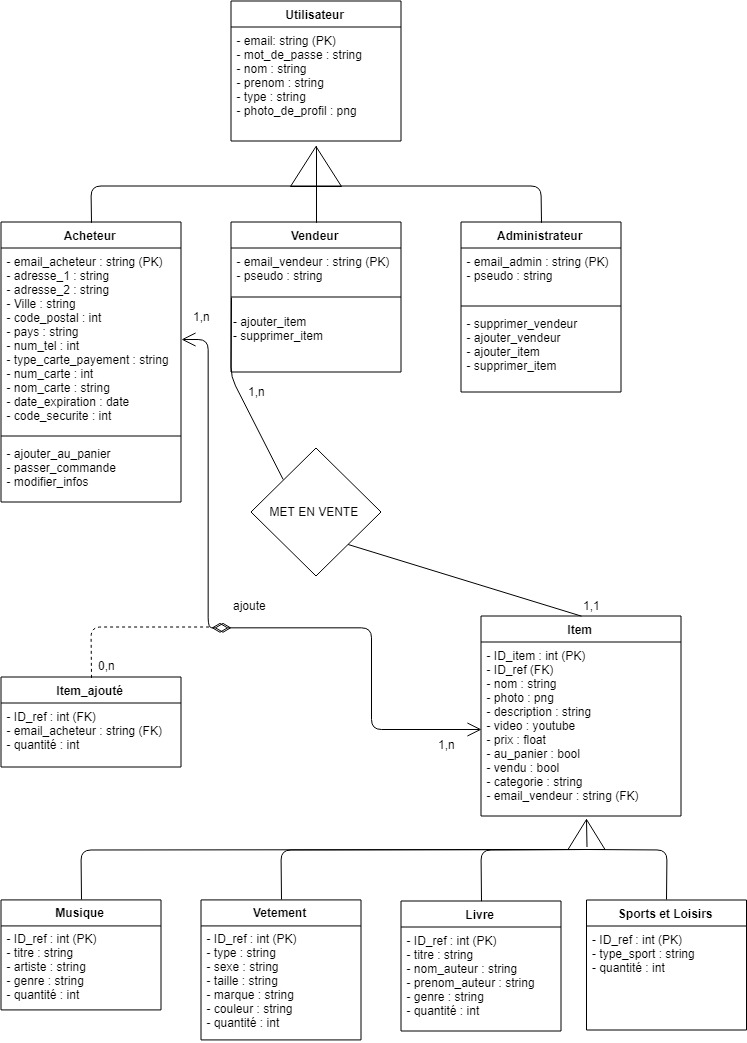 Utilisateur
- email: string (PK)
- mot_de_passe : string
- nom : string
- prenom : string
- type : string
- photo_de_profil : png
Acheteur
- email_acheteur : string (PK)
- adresse_1 : string
- adresse_2 : string
- Ville : string
- code_postal : int
- pays : string
- num_tel : int
- type_carte_payement : string
- num_carte : int
- nom_carte : string
- date_expiration : date
- code_securite : int
- ajouter_au_panier
- passer_commande
- modifier_infos
Vendeur
- email_vendeur : string (PK)
- pseudo : string
- ajouter_item
- supprimer_item
Administrateur
- email_admin : string (PK)
- pseudo : string
- supprimer_vendeur
- ajouter_vendeur
- ajouter_item
- supprimer_item
1,n
1,n
MET EN VENTE
1,1
ajoute
0,n
1,n
Item_ajouté
- ID_ref : int (FK)
- email_acheteur : string (FK)
- quantité : int
Item
- ID_item : int (PK)
- ID_ref (FK)
- nom : string
- photo : png
- description : string
- video : youtube
- prix : float
- au_panier : bool
- vendu : bool
- categorie : string
- email_vendeur : string (FK)
Musique
- ID_ref : int (PK)
- titre : string
- artiste : string
- genre : string
- quantité : int
Vetement
- ID_ref : int (PK)
- type : string
- sexe : string
- taille : string
- marque : string
- couleur : string
- quantité : int
Livre
- ID_ref : int (PK)
- titre : string
- nom_auteur : string
- prenom_auteur : string
- genre : string
- quantité : int
Sports et Loisirs
- ID_ref : int (PK)
- type_sport : string
- quantité : int